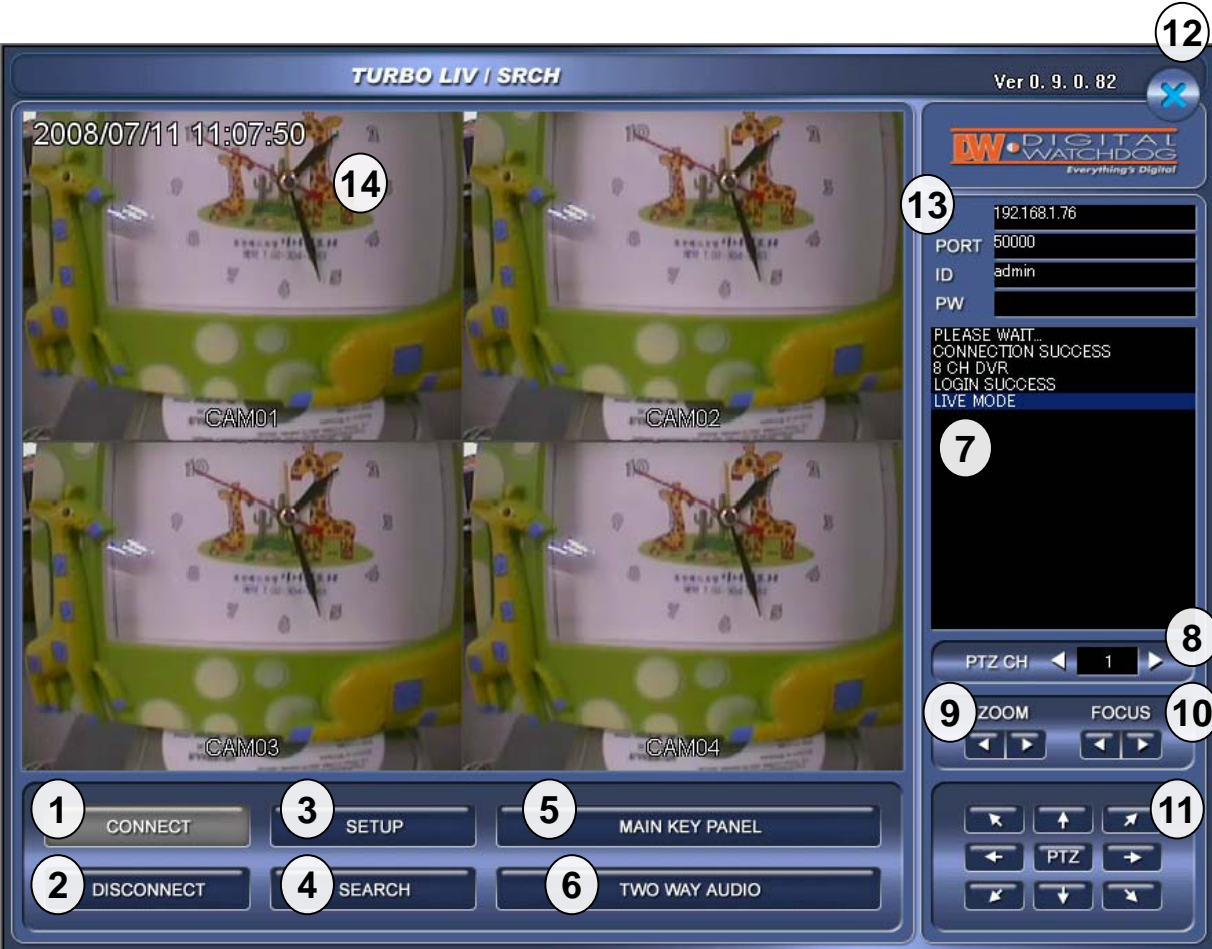 12
TURBO LIV / SRCH
Ver 0. 9. 0. 82
DW DIGITAL
WATCHDOG
Everything's Digital
2008/07/11 11:07:50
14
13
192.168.1.76
PORT 50000
ID admin
PW
PLEASE WAIT...
CONNECTION SUCCESS
8 CH DVR
LOGIN SUCCESS
LIVE MODE
7
CAM01
CAM02
CAM03
CAM04
8
PTZ CH 1
9 ZOOM FOCUS 10
1 CONNECT
3 SETUP
5 MAIN KEY PANEL
2 DISCONNECT
4 SEARCH
6 TWO WAY AUDIO
11
PTZ